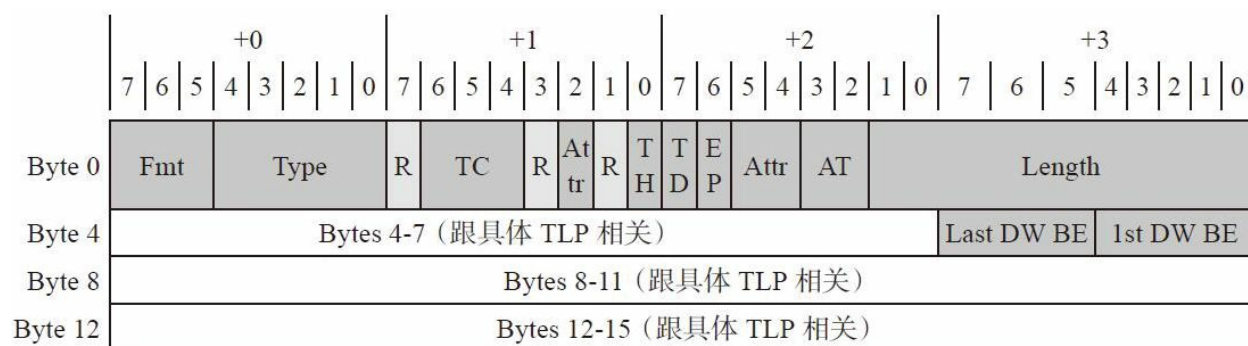 +0 +1 +2 +3
7 6 5 4 3 2 1 0 7 6 5 4 3 2 1 0 7 6 5 4 3 2 1 0 7 6 5 4 3 2 1 0
Byte 0 Fmt Type R TC R At tr R T H T D E P Attr AT Length
Byte 4 Bytes 4-7（跟具体 TLP 相关） Last DW BE 1st DW BE
Byte 8 Bytes 8-11（跟具体 TLP 相关）
Byte 12 Bytes 12-15（跟具体 TLP 相关）